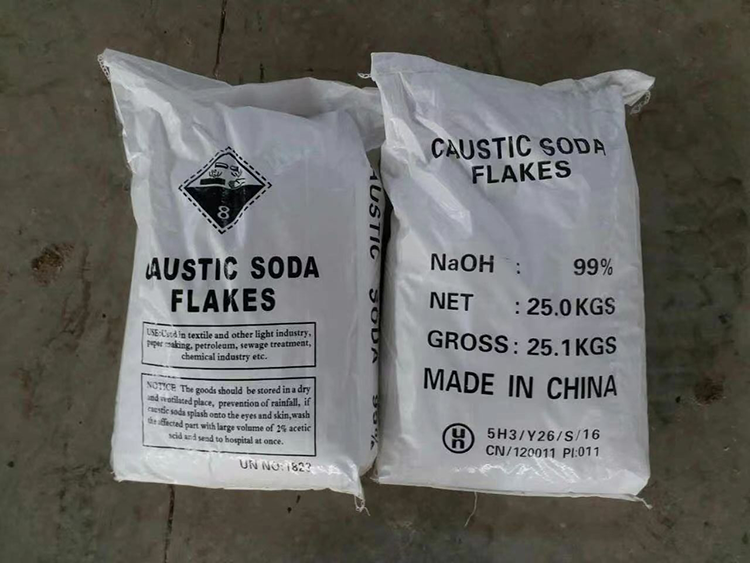 8
CAUSTIC SODA
FLAKES
USE: Used in textile and other light industry,
paper making, petroleum, sewage treatment,
chemical industry etc.
NOTICE The goods should be stored in a dry
and ventilated place, prevention of rainfall, if
caustic soda splash onto the eyes and skin,wash
the affected part with large volume of 2% acetic
acid and send to hospital at once.
UN NO:1823
CAUSTIC SODA
CAUSTIC SODA
FLAKES
NaOH : 99%
NET : 25.0 KGS
GROSS : 25.1 KGS
MADE IN CHINA
UN 5H3/Y26/S/16
CN/120011 PI:011